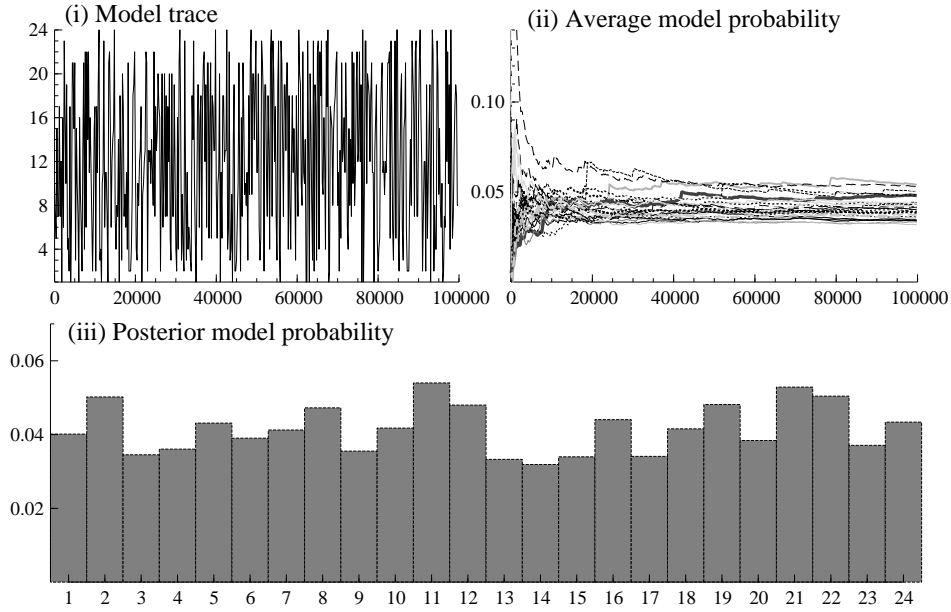 (i) Model trace
24
20
16
12
8
4
0 20000 40000 60000 80000 100000
(ii) Average model probability
0.10
0.05
0 20000 40000 60000 80000 100000
(iii) Posterior model probability
0.06
0.04
0.02
1 2 3 4 5 6 7 8 9 10 11 12 13 14 15 16 17 18 19 20 21 22 23 24